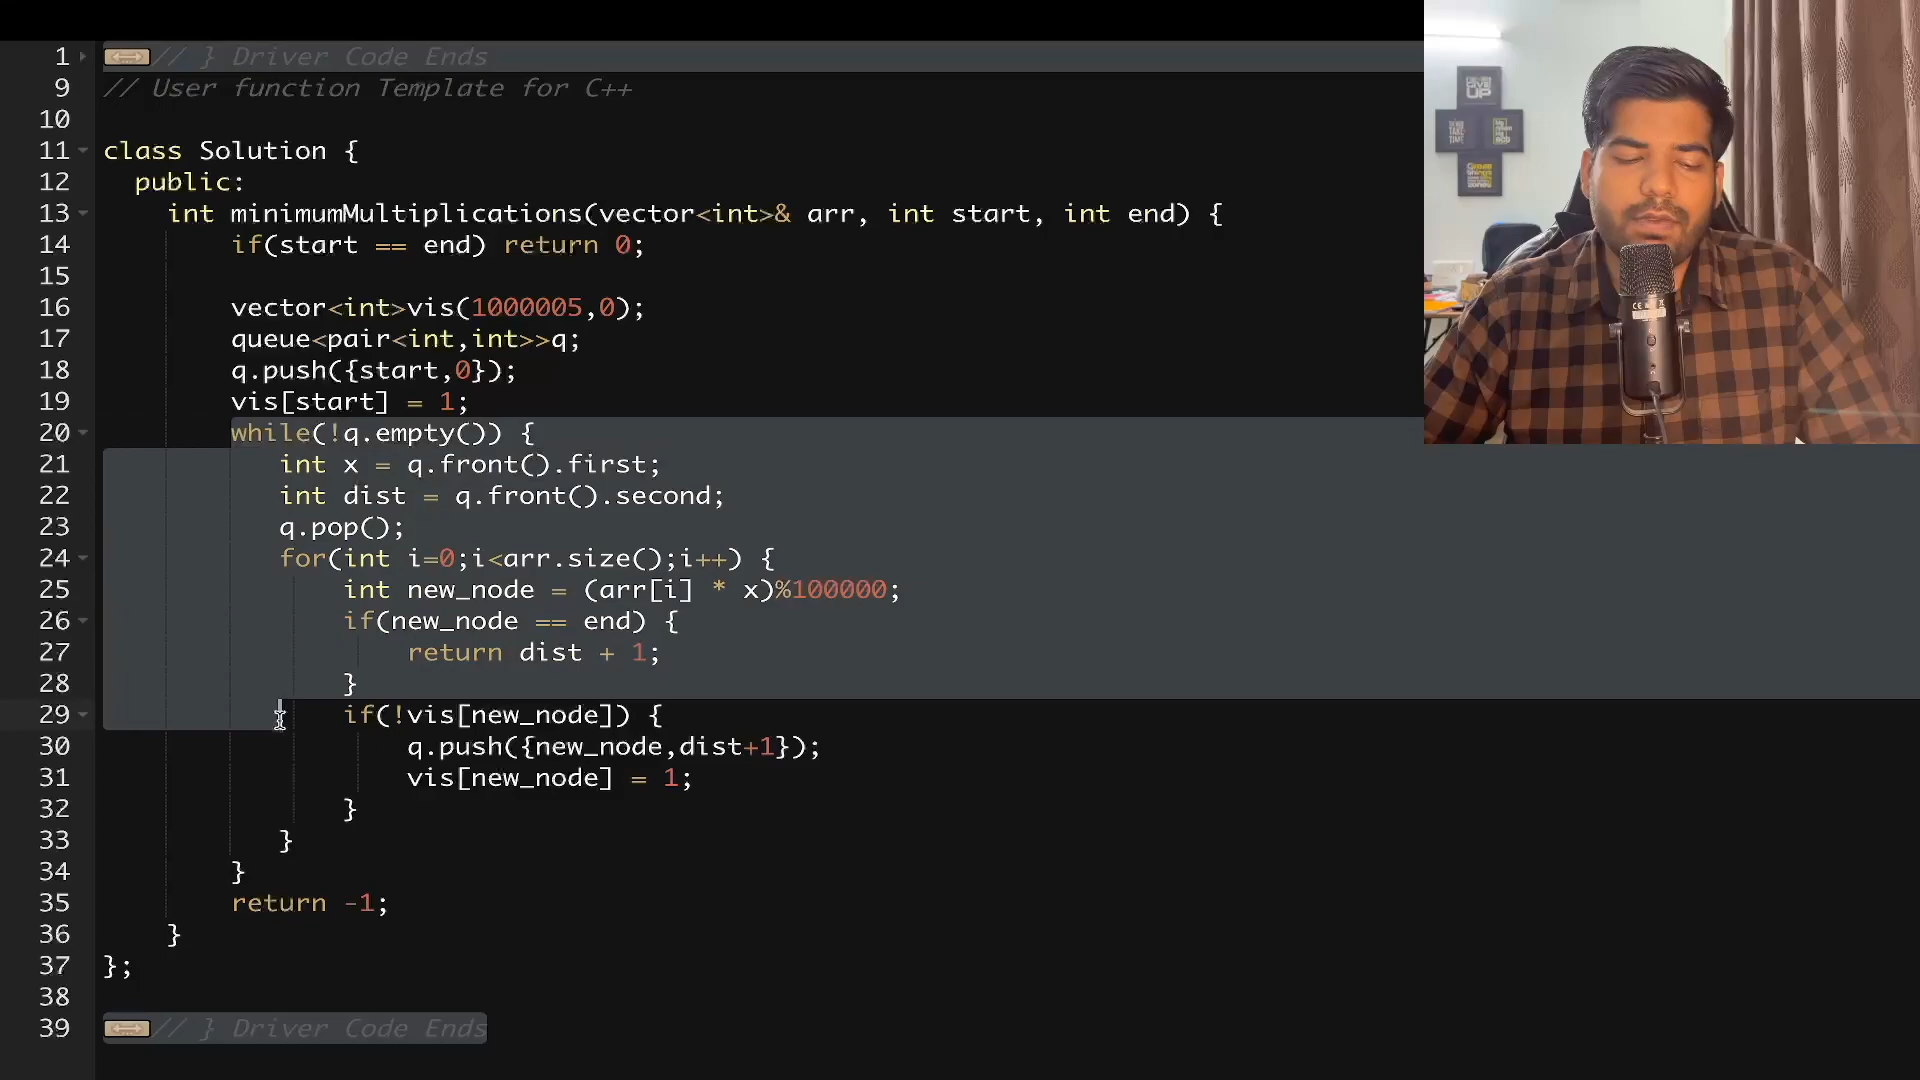 1 // } Driver Code Ends
9 // User function Template for C++
10
11 class Solution {
12 public:
13 int minimumMultiplications(vector<int>& arr, int start, int end) {
14 if(start == end) return 0;
15
16 vector<int>vis(1000005,0);
17 queue<pair<int,int>>q;
18 q.push({start,0});
19 vis[start] = 1;
20 while(!q.empty()) {
21 int x = q.front().first;
22 int dist = q.front().second;
23 q.pop();
24 for(int i=0;i<arr.size();i++) {
25 int new_node = (arr[i] * x)%100000;
26 if(new_node == end) {
27 return dist + 1;
28 }
29 if(!vis[new_node]) {
30 q.push({new_node,dist+1});
31 vis[new_node] = 1;
32 }
33 }
34 }
35 return -1;
36 }
37 };
38
39 // } Driver Code Ends